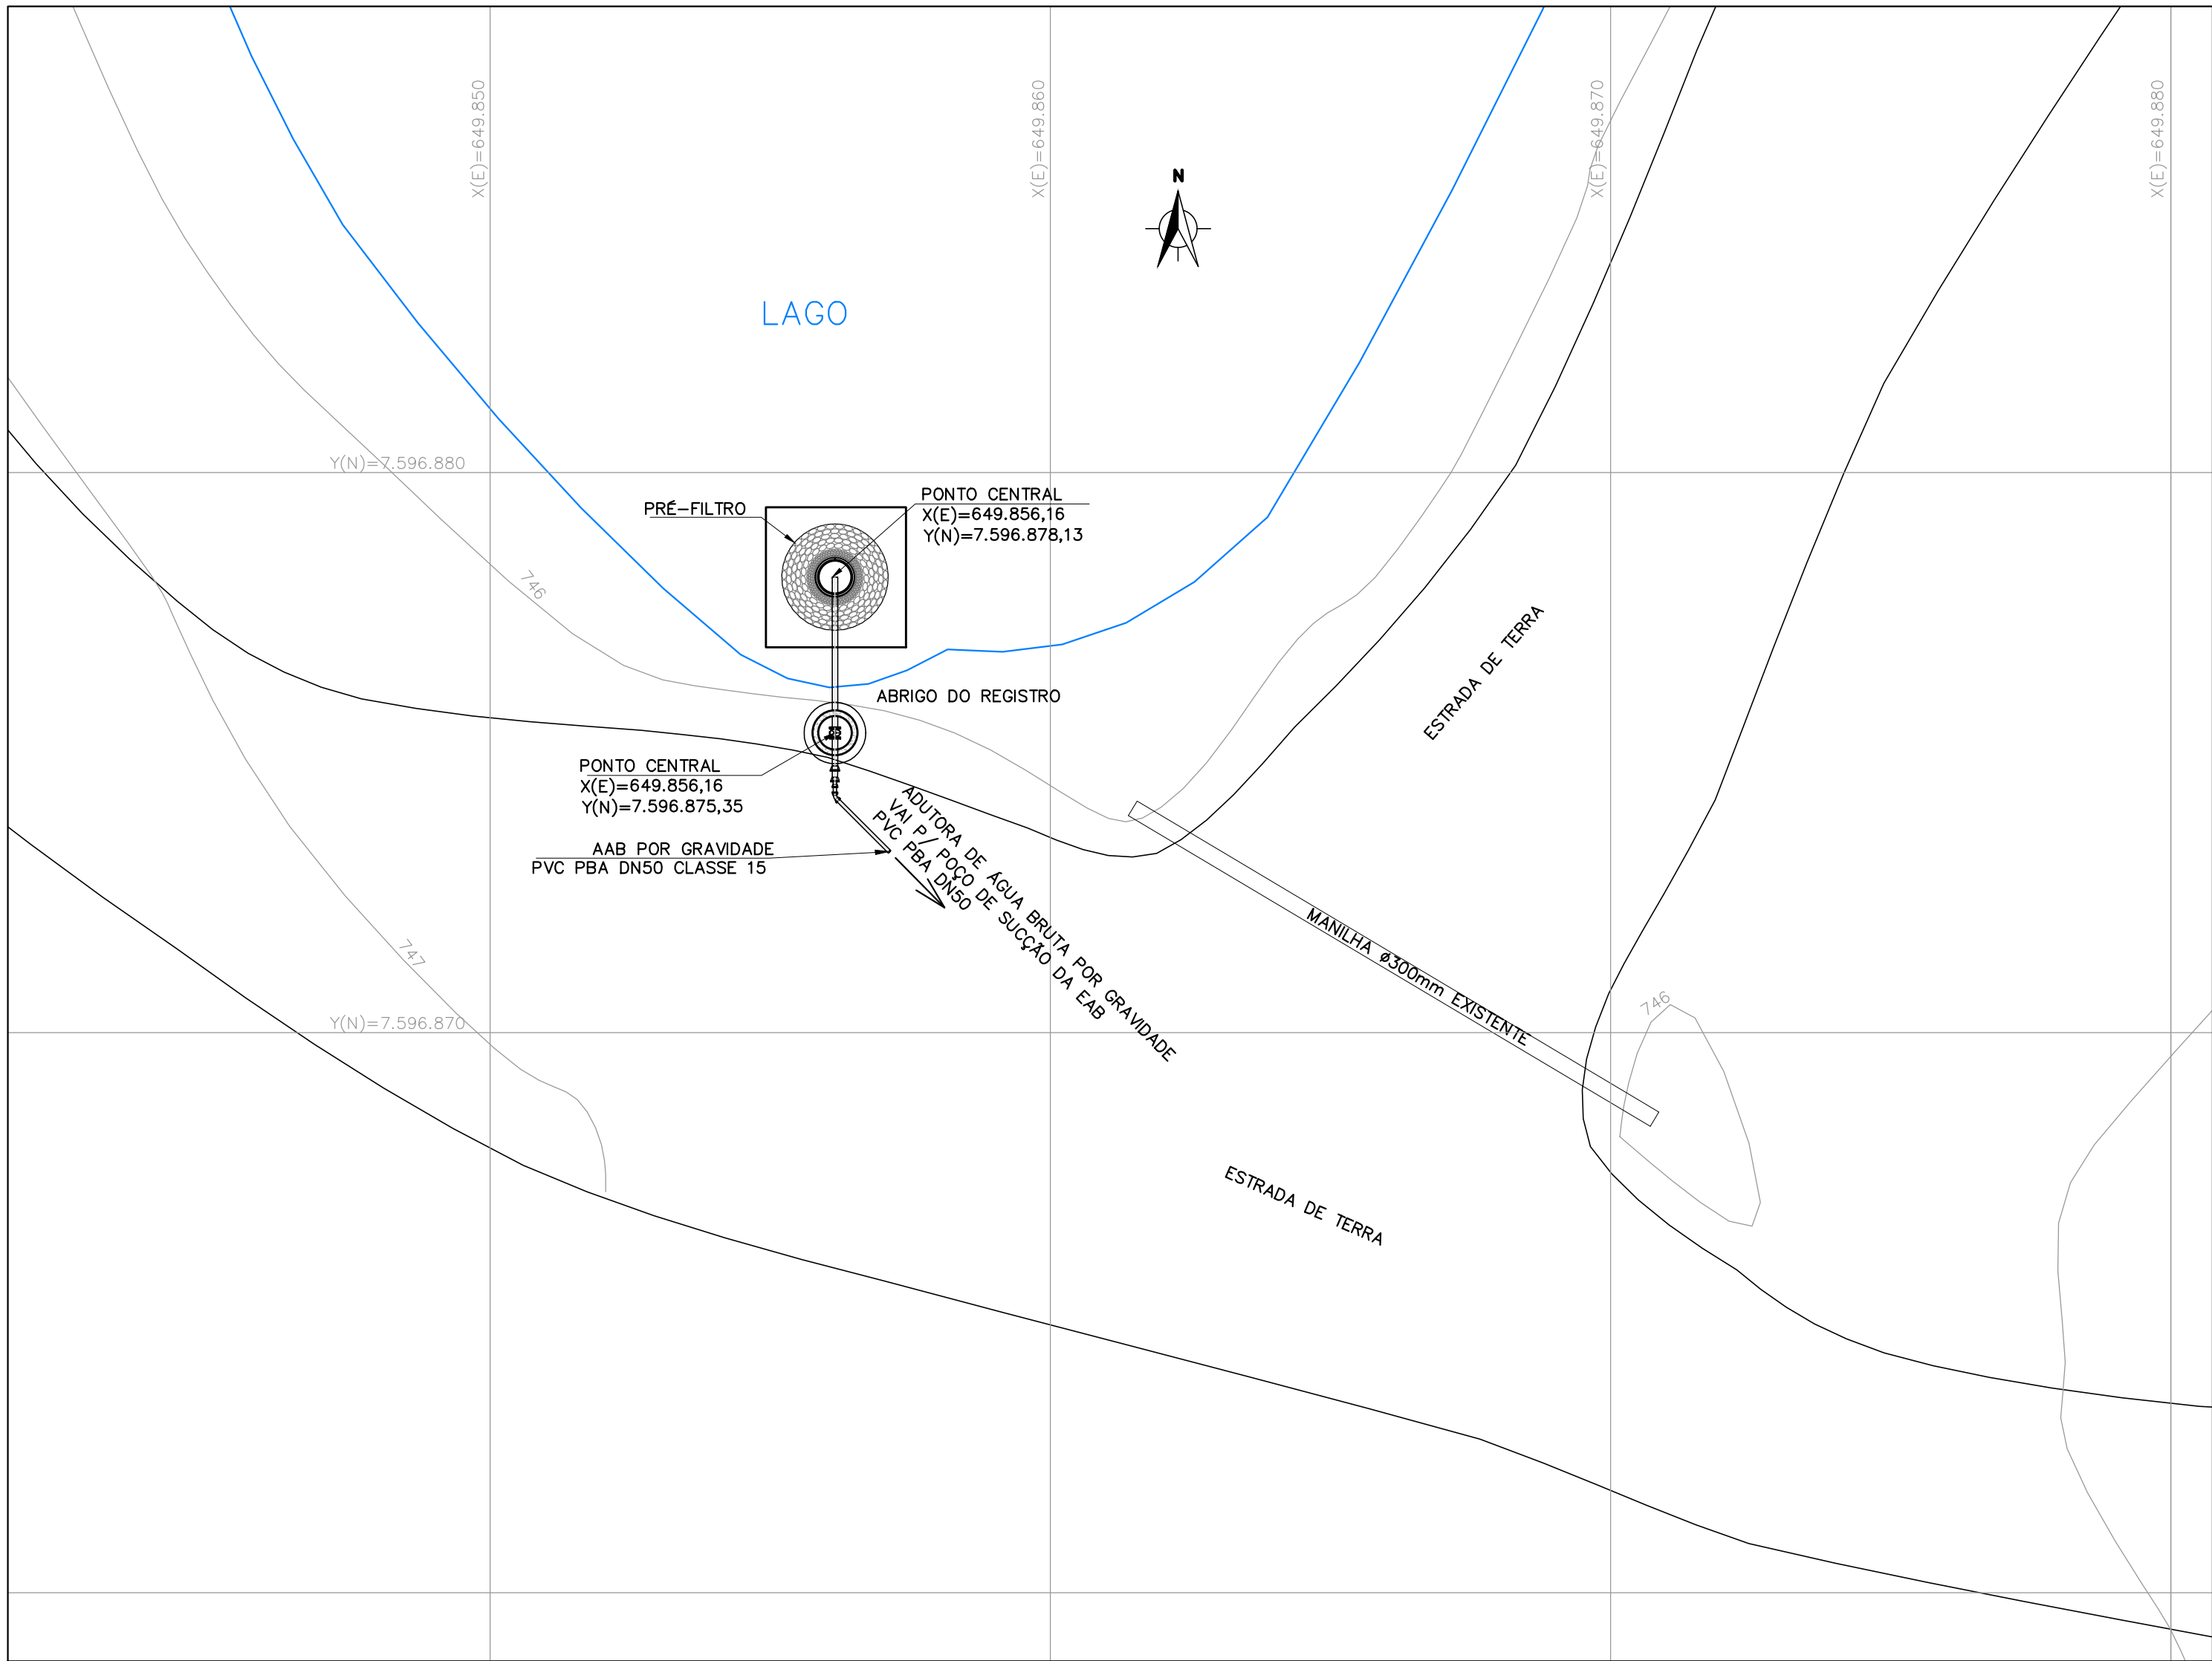 X(E)=649.850
X(E)=649.860
X(E)=649.870
X(E)=649.880
N
LAGO
Y(N)=7.596.880
PRÉ-FILTRO
PONTO CENTRAL
X(E)=649.856,16
Y(N)=7.596.878,13
746
ESTRADA DE TERRA
ABRIGO DO REGISTRO
PONTO CENTRAL
X(E)=649.856,16
Y(N)=7.596.875,35
AAB POR GRAVIDADE
PVC PBA DN50 CLASSE 15
ADUTORA DE ÁGUA BRUTA POR GRAVIDADE
VAI P/ POÇO DE SUCÇÃO DA EAB
PVC PBA DN50
MANILHA ø300mm EXISTENTE
747
746
Y(N)=7.596.870
ESTRADA DE TERRA